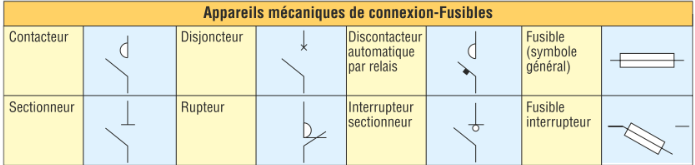 Appareils mécaniques de connexion-Fusibles
Contacteur
Disjoncteur
Discontacteur
automatique
par relais
Fusible
(symbole
général)
Sectionneur
Rupteur
Interrupteur
sectionneur
Fusible
interrupteur